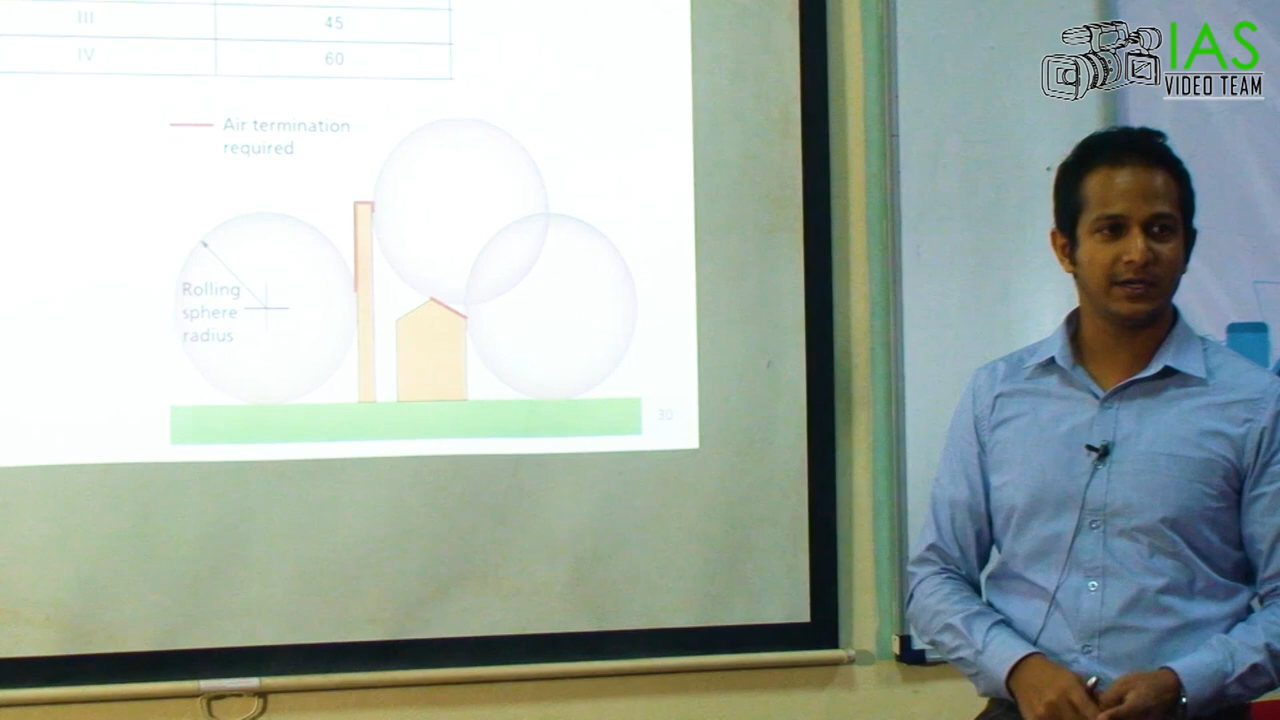 III 45
IV 60
Air termination
required
Rolling
sphere
radius
30
IAS
VIDEO TEAM